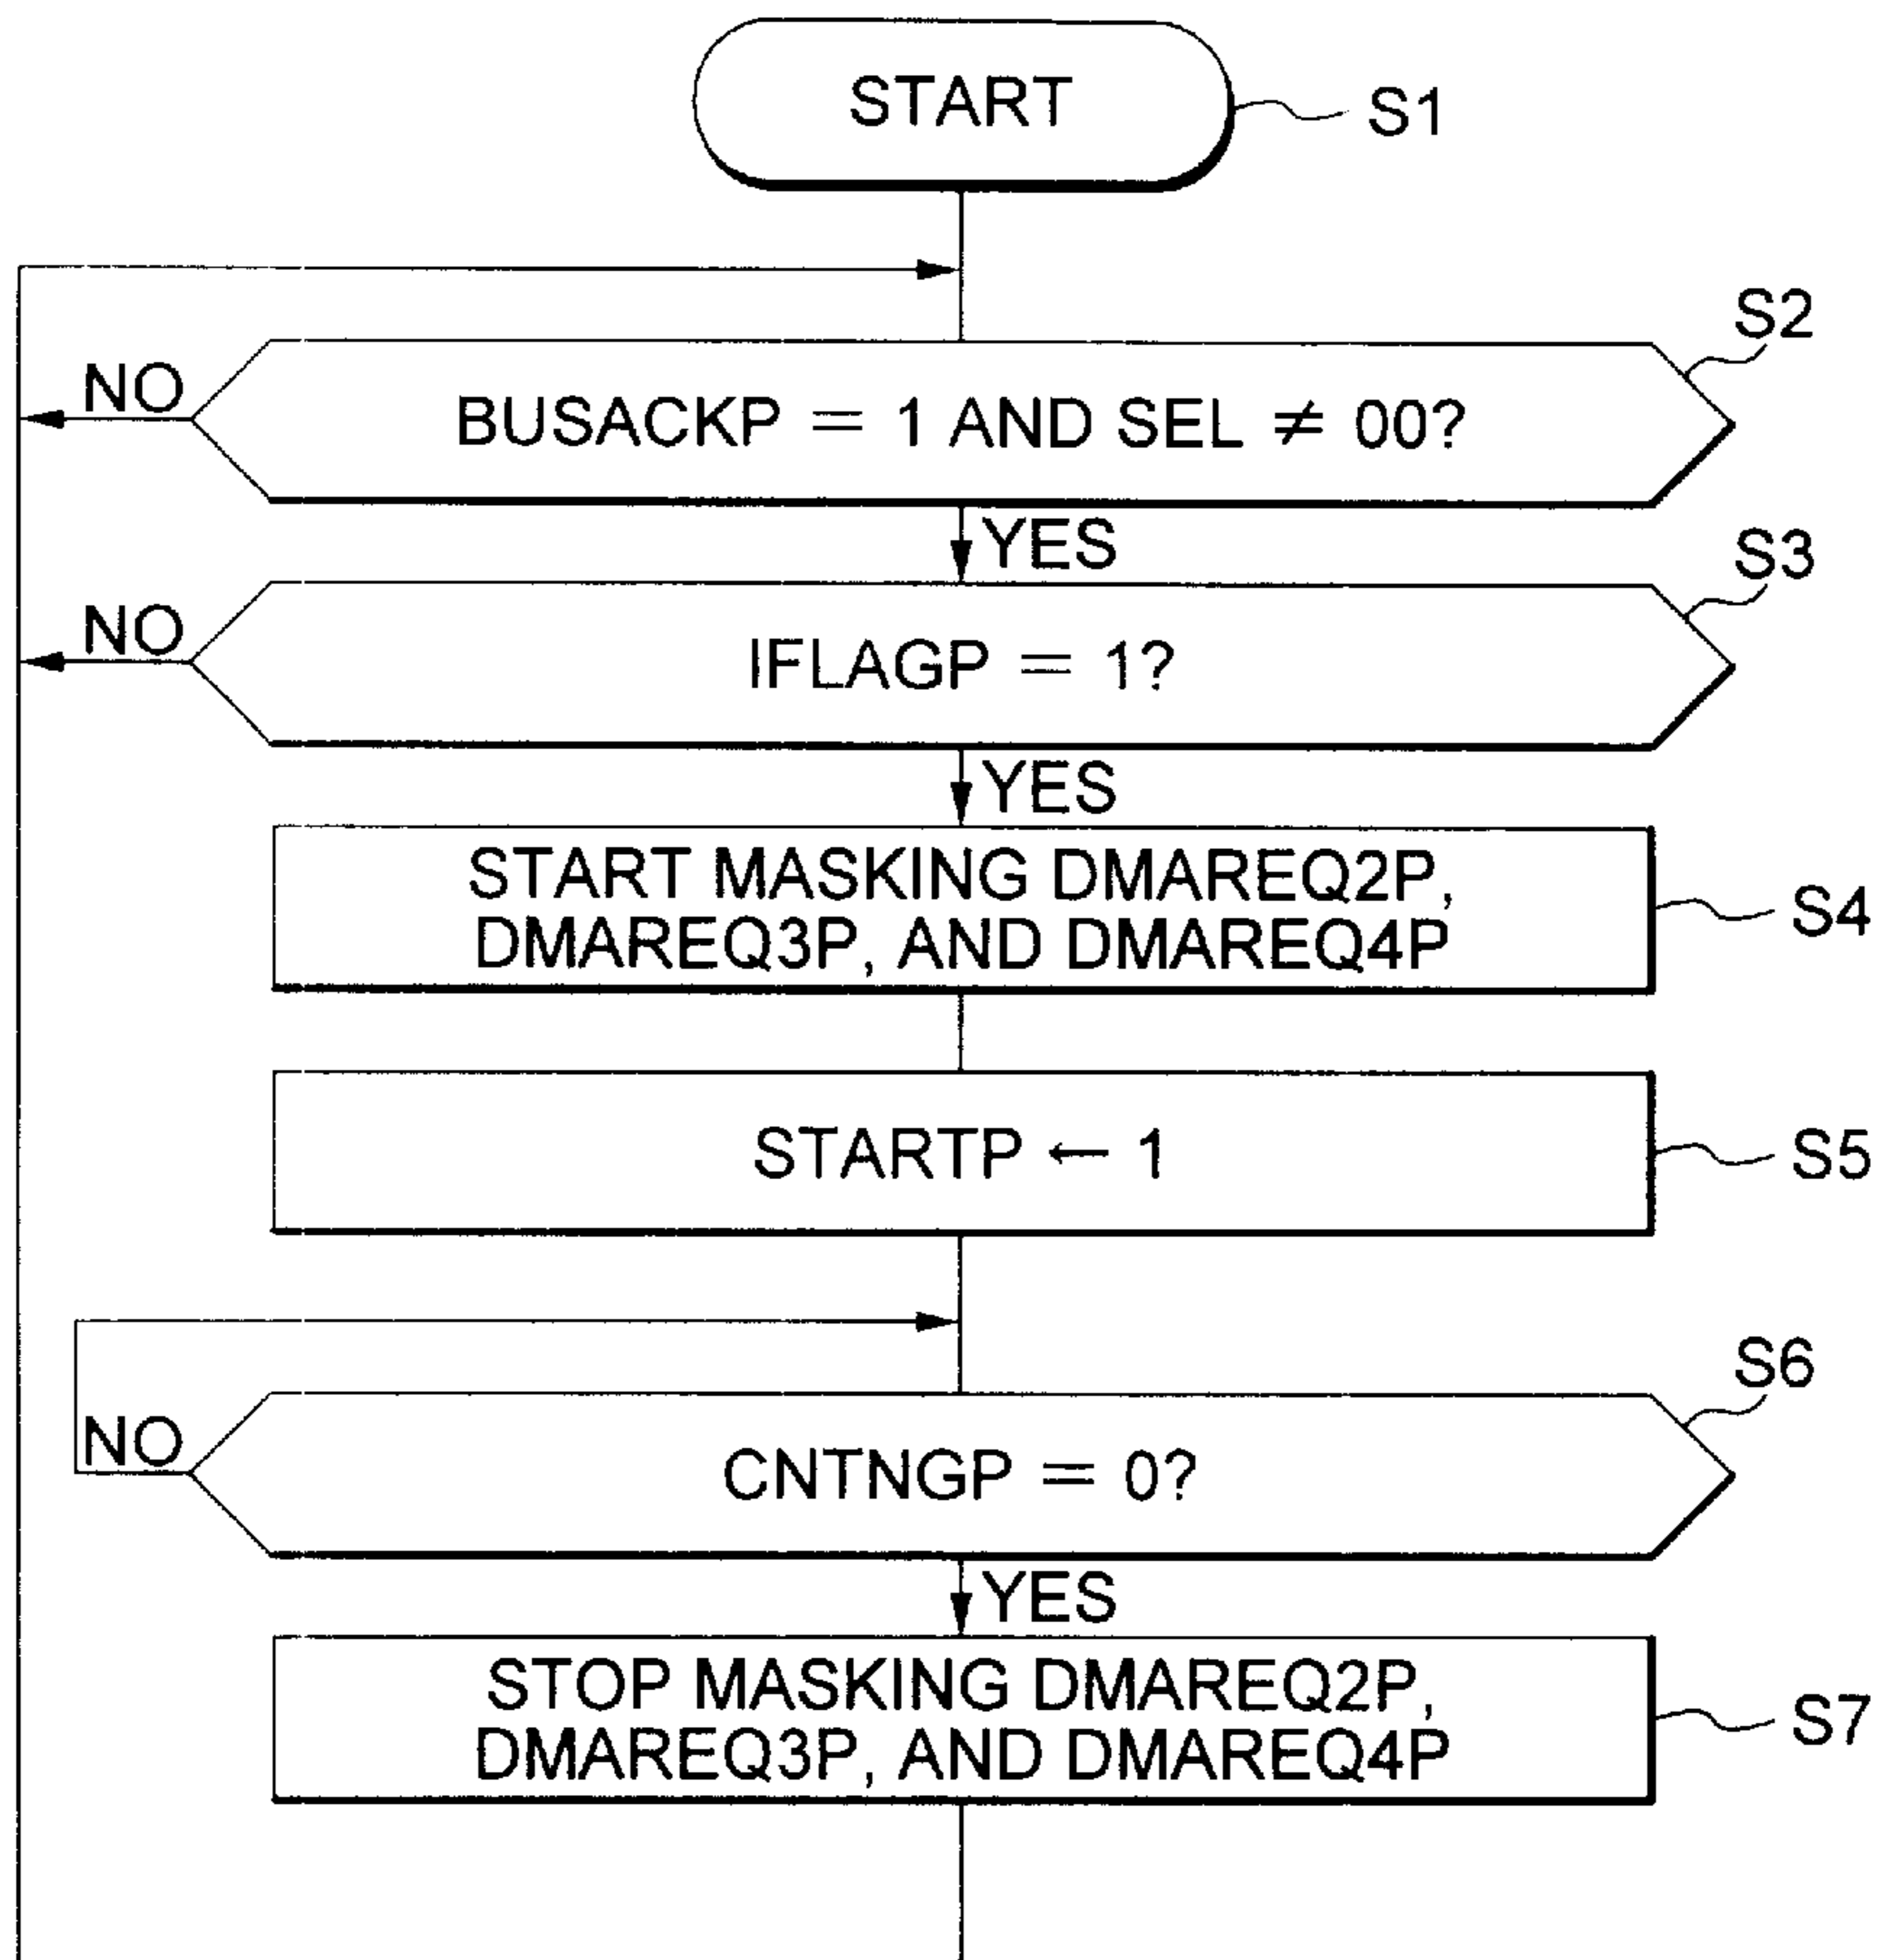 START
S1
S2
NO
BUSACKP = 1 AND SEL ≠ 00?
YES
S3
NO
IFLAGP = 1?
YES
START MASKING DMAREQ2P,
DMAREQ3P, AND DMAREQ4P
S4
STARTP ← 1
S5
S6
NO
CNTNGP = 0?
YES
STOP MASKING DMAREQ2P,
DMAREQ3P, AND DMAREQ4P
S7